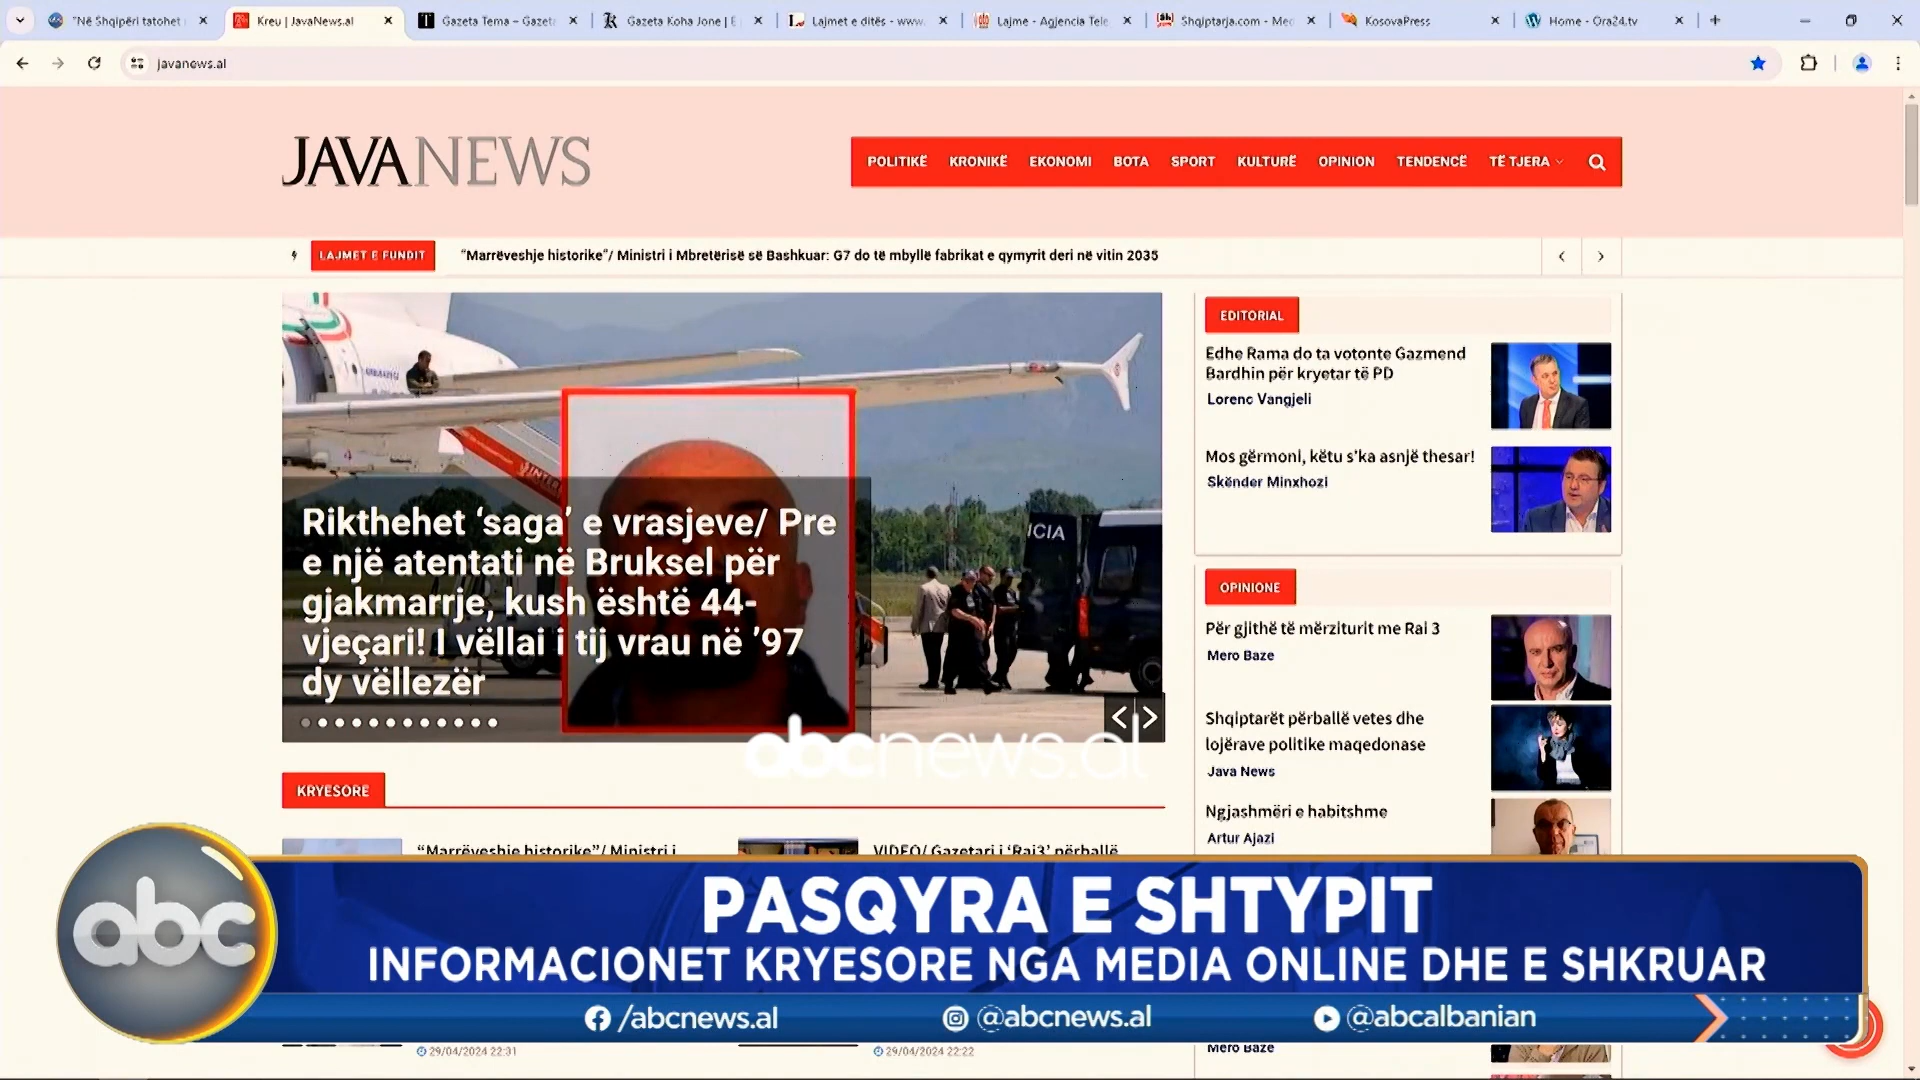 "Në Shqipëri tatohet
Kreu | JavaNews.al
Gazeta Tema – Gazeta
Gazeta Koha Jone | E
Lajmet e ditës - www.
Lajme - Agjencia Tele
Shqiptarja.com - Med
KosovaPress
Home - Ora24.tv
javanews.al
JAVANEWS
POLITIKË KRONIKË EKONOMI BOTA SPORT KULTURË OPINION TENDENCË TË TJERA
LAJMET E FUNDIT
"Marrëveshje historike"/ Ministri i Mbretërisë së Bashkuar: G7 do të mbyllë fabrikat e qymyrit deri në vitin 2035
ICIA
Rikthehet 'saga' e vrasjeve/ Pre
e një atentati në Bruksel për
gjakmarrje, kush është 44-
vjeçari! I vëllai i tij vrau në '97
dy vëllezër
abcnews.al
EDITORIAL
Edhe Rama do ta votonte Gazmend
Bardhin për kryetar të PD
Lorenc Vangjeli
Mos gërmoni, këtu s'ka asnjë thesar!
Skënder Minxhozi
OPINIONE
Për gjithë të mërziturit me Rai 3
Mero Baze
Shqiptarët përballë vetes dhe
lojërave politike maqedonase
Java News
Ngjashmëri e habitshme
Artur Ajazi
KRYESORE
"Marrëveshje historike"/ Ministri i
VIDEO/ Gazetari i 'Rai3' përballë
abc
PASQYRA E SHTYPIT
INFORMACIONET KRYESORE NGA MEDIA ONLINE DHE E SHKRUAR
/abcnews.al
@abcnews.al
@abcalbanian
29/04/2024 22:31
29/04/2024 22:22
Mero Baze